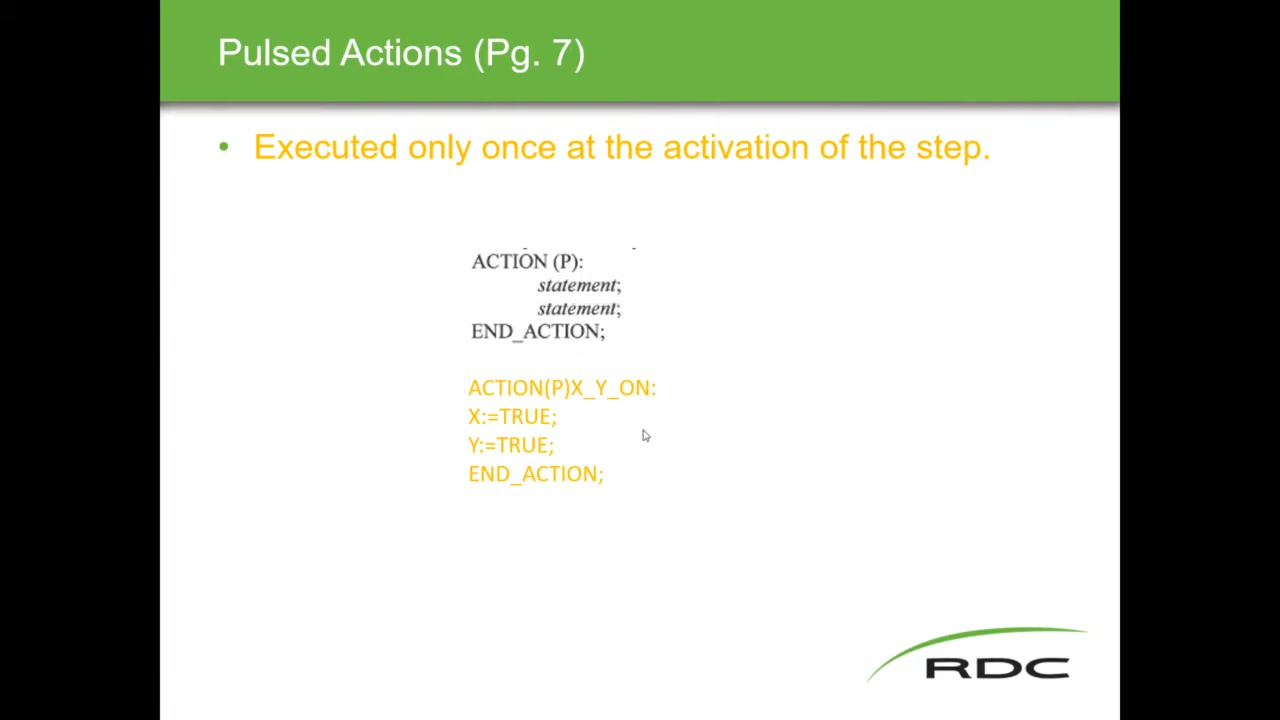 Pulsed Actions (Pg. 7)
• Executed only once at the activation of the step.
ACTION (P):
statement;
statement;
END_ACTION;
ACTION(P)X_Y_ON:
X:=TRUE;
Y:=TRUE;
END_ACTION;
RDC